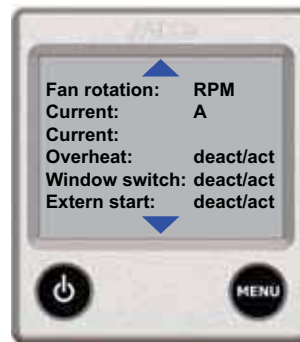 Fan rotation: RPM
Current: A
Current:
Overheat: deact/act
Window switch: deact/act
Extern start: deact/act
MENU